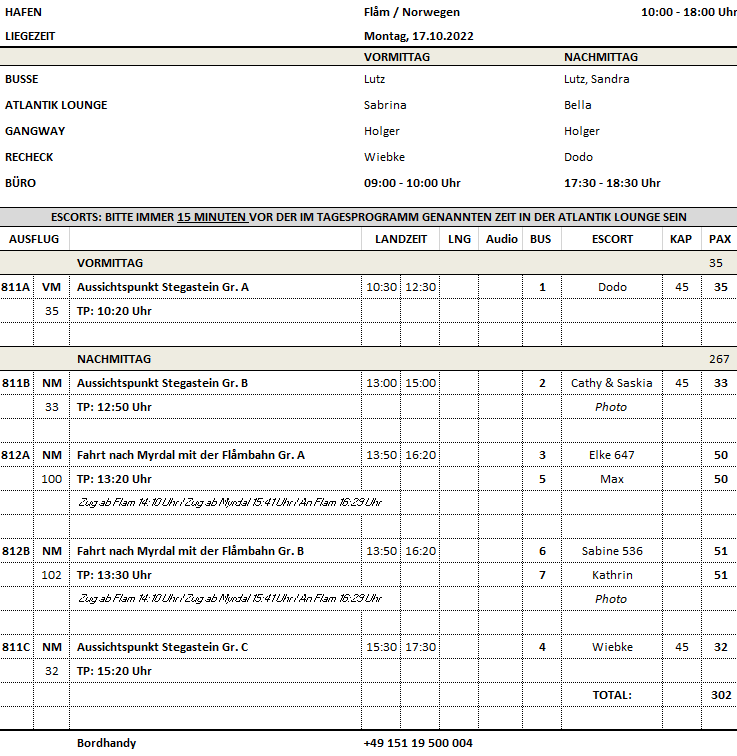 HAFEN Flåm / Norwegen 10:00 - 18:00 Uhr
LIEGEZEIT Montag, 17.10.2022
VORMITTAG NACHMITTAG
BUSSE Lutz Lutz, Sandra
ATLANTIK LOUNGE Sabrina Bella
GANGWAY Holger Holger
RECHECK Wiebke Dodo
BÜRO 09:00 - 10:00 Uhr 17:30 - 18:30 Uhr
ESCORTS: BITTE IMMER 15 MINUTEN VOR DER IM TAGESPROGRAMM GENANNTEN ZEIT IN DER ATLANTIK LOUNGE SEIN
AUSFLUG LANDZEIT LNG Audio BUS ESCORT KAP PAX
VORMITTAG 35
811A VM Aussichtspunkt Stegastein Gr. A 10:30 12:30 1 Dodo 45 35
35 TP: 10:20 Uhr
NACHMITTAG 267
811B NM Aussichtspunkt Stegastein Gr. B 13:00 15:00 2 Cathy & Saskia 45 33
33 TP: 12:50 Uhr Photo
812A NM Fahrt nach Myrdal mit der Flåmbahn Gr. A 13:50 16:20 3 Elke 647 50
100 TP: 13:20 Uhr 5 Max 50
Zug ab Flam 14:10 Uhr / Zug ab Myrdal 15:41 Uhr / An Flam 16:29 Uhr
812B NM Fahrt nach Myrdal mit der Flåmbahn Gr. B 13:50 16:20 6 Sabine 536 51
102 TP: 13:30 Uhr 7 Kathrin 51
Zug ab Flam 14:10 Uhr / Zug ab Myrdal 15:41 Uhr / An Flam 16:29 Uhr Photo
811C NM Aussichtspunkt Stegastein Gr. C 15:30 17:30 4 Wiebke 45 32
32 TP: 15:20 Uhr
TOTAL: 302
Bordhandy +49 151 19 500 004